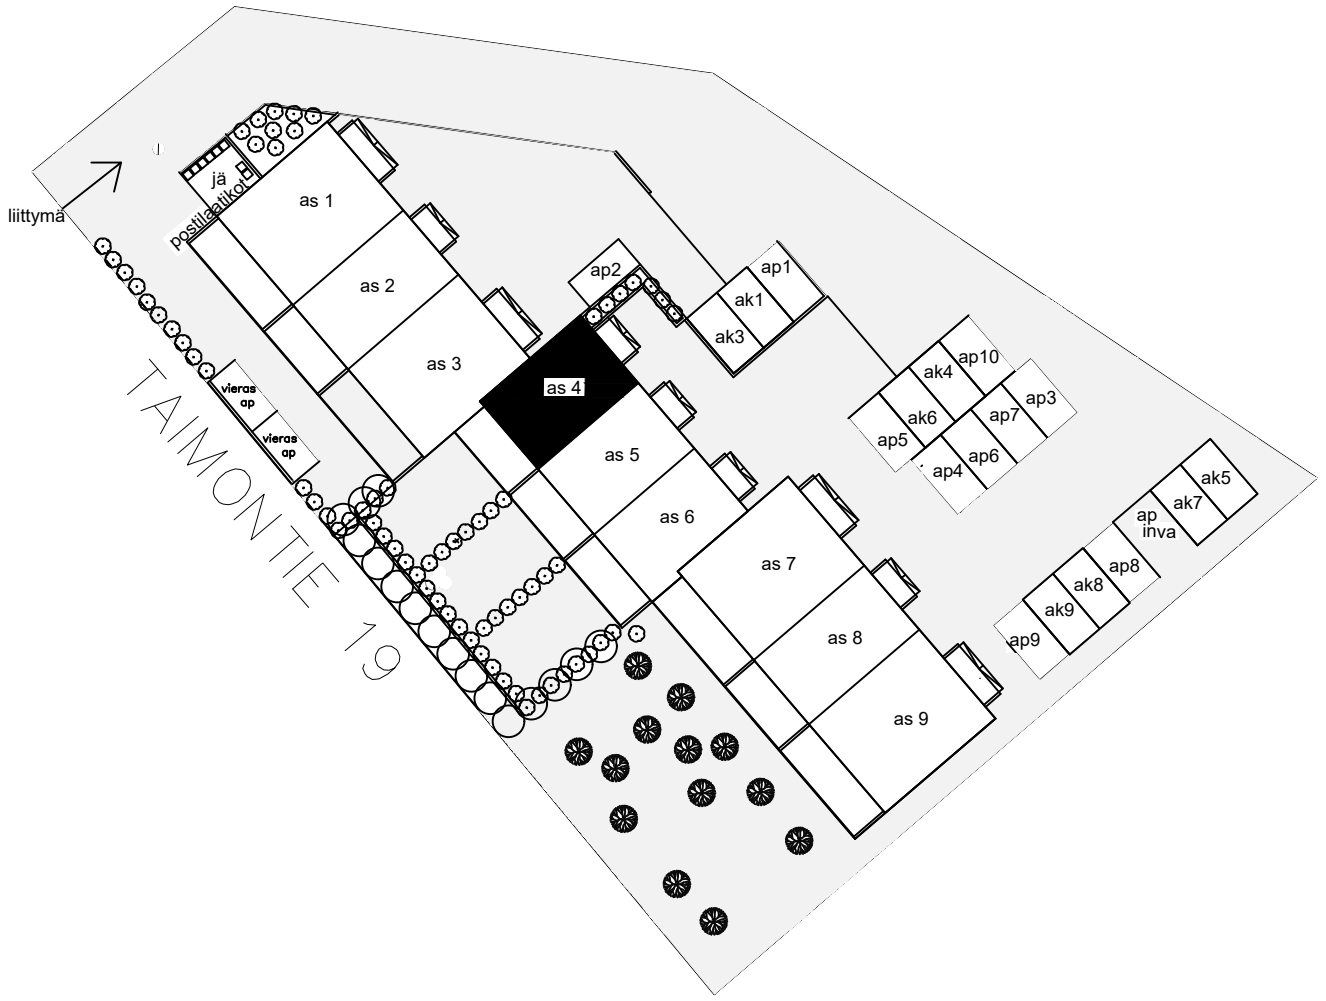 jä
postilaatikot
liittymä
as 1
as 2
as 3
as 4
as 5
as 6
as 7
as 8
as 9
ap2
ap1
ak1
ak3
ap10
ak4
ak6
ap5
ap3
ap7
ap6
ap4
ak5
ak7
ap
inva
ap8
ak8
ak9
ap9
vieras
ap
vieras
ap
TAIMONTIE 19